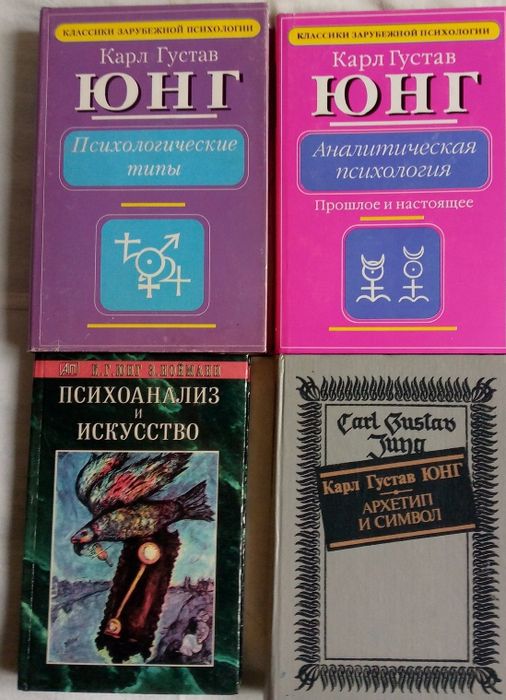 КЛАССИКИ ЗАРУБЕЖНОЙ ПСИХОЛОГИИ
Карл Густав
ЮНГ
Психологические
типы
КЛАССИКИ ЗАРУБЕЖНОЙ ПСИХОЛОГИИ
Карл Густав
ЮНГ
Аналитическая
психология
Прошлое и настоящее
К.Г.ЮНГ Э.НОЙМАНН
ПСИХОАНАЛИЗ
И
ИСКУССТВО
Carl Gustav
Jung
Карл Густав ЮНГ
АРХЕТИП
И СИМВОЛ